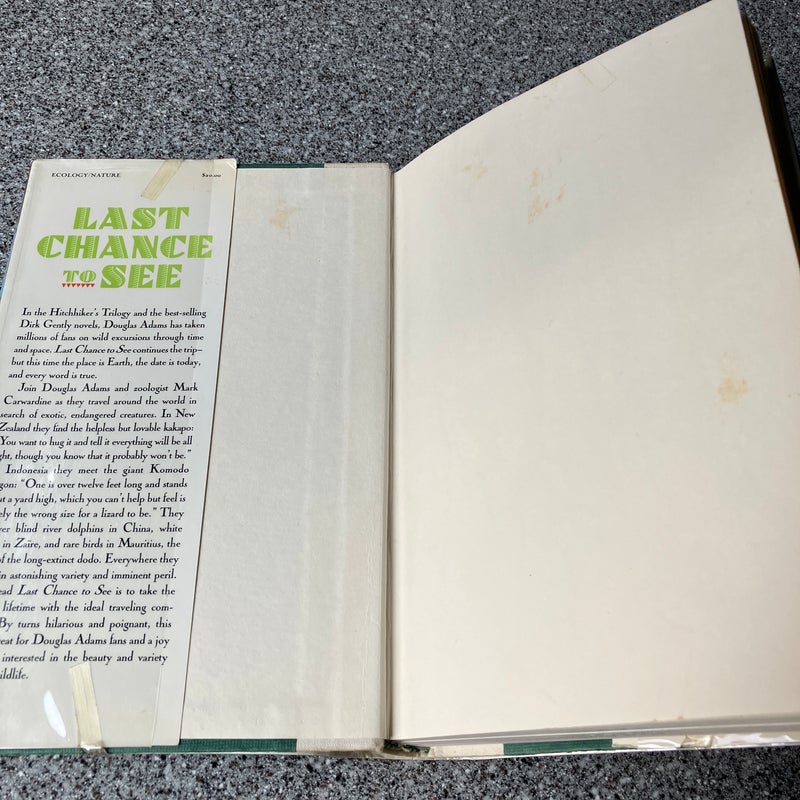 ECOLOGY/NATURE $20.00
LAST
CHANCE
TO SEE
In the Hitchhiker's Trilogy and the best-selling
Dirk Gently novels, Douglas Adams has taken
millions of fans on wild excursions through time
and space. Last Chance to See continues the trip—
but this time the place is Earth, the date is today,
and every word is true.
Join Douglas Adams and zoologist Mark
Carwardine as they travel around the world in
search of exotic, endangered creatures. In New
Zealand they find the helpless but lovable kakapo:
You want to hug it and tell it everything will be all
ght, though you know that it probably won't be."
Indonesia they meet the giant Komodo
gon: "One is over twelve feet long and stands
ut a yard high, which you can't help but feel is
ely the wrong size for a lizard to be." They
er blind river dolphins in China, white
in Zaïre, and rare birds in Mauritius, the
of the long-extinct dodo. Everywhere they
in astonishing variety and imminent peril.
ead Last Chance to See is to take the
lifetime with the ideal traveling com-
By turns hilarious and poignant, this
eat for Douglas Adams fans and a joy
interested in the beauty and variety
ildlife.